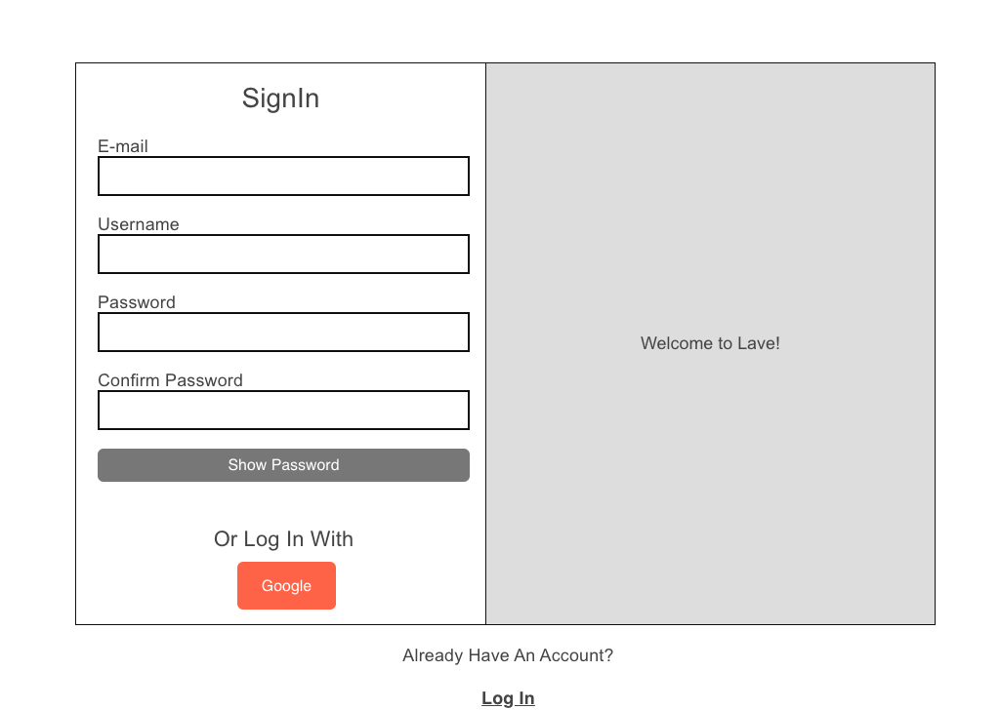 SignIn
E-mail
Username
Password
Confirm Password
Show Password
Or Log In With
Google
Welcome to Lave!
Already Have An Account?
Log In